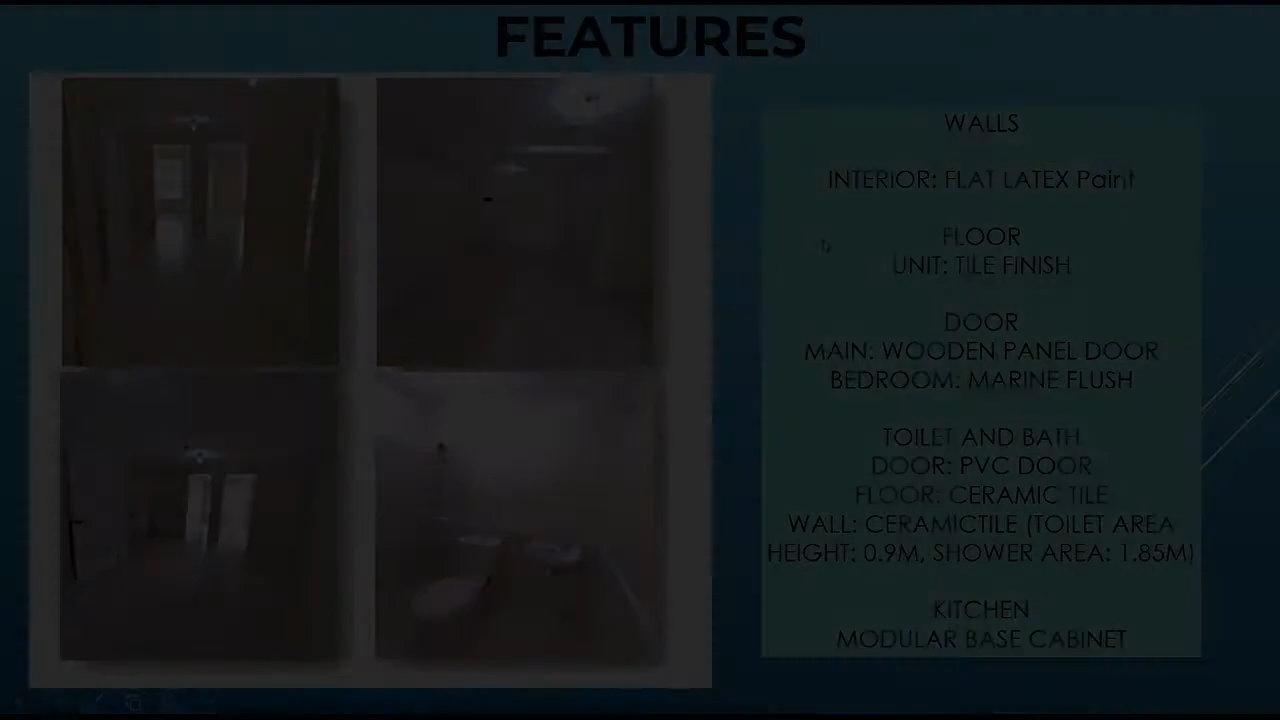 FEATURES
WALLS
INTERIOR: FLAT LATEX Paint
FLOOR
UNIT: TILE FINISH
DOOR
MAIN: WOODEN PANEL DOOR
BEDROOM: MARINE FLUSH
TOILET AND BATH
DOOR: PVC DOOR
FLOOR: CERAMIC TILE
WALL: CERAMICTILE (TOILET AREA
HEIGHT: 0.9M, SHOWER AREA: 1.85M)
KITCHEN
MODULAR BASE CABINET